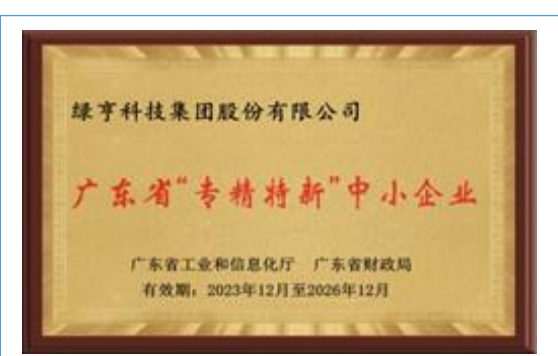 绿亨科技集团股份有限公司
广东省“专精特新”中小企业
广东省工业和信息化厅 广东省财政局
有效期：2023年12月至2026年12月